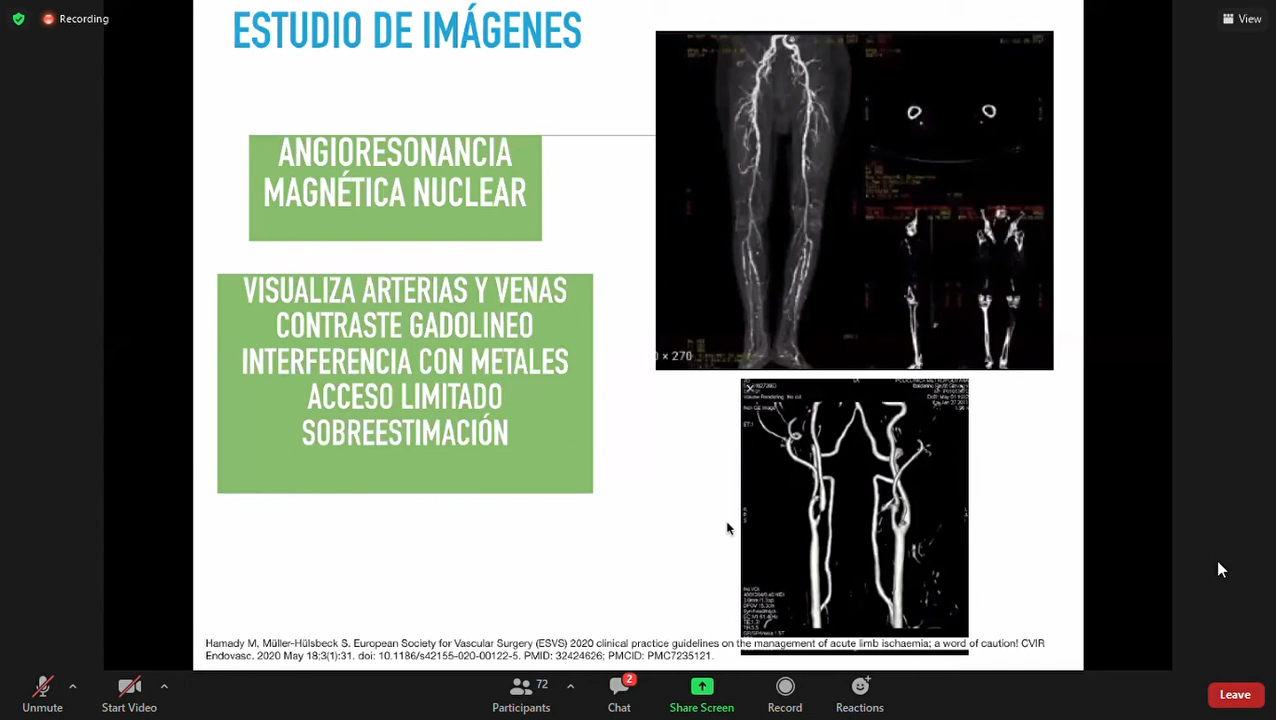 Recording
View
ESTUDIO DE IMÁGENES
ANGIORESONANCIA
MAGNÉTICA NUCLEAR
VISUALIZA ARTERIAS Y VENAS
CONTRASTE GADOLINEO
INTERFERENCIA CON METALES
ACCESO LIMITADO
SOBREESTIMACIÓN
× 270
Hamady M, Müller-Hülsbeck S. European Society for Vascular Surgery (ESVS) 2020 clinical practice guidelines on the management of acute limb ischaemia; a word of caution! CVIR
Endovasc. 2020 May 18;3(1):31. doi: 10.1186/s42155-020-00122-5. PMID: 32424626; PMCID: PMC7235121.
72
2
Unmute
Start Video
Participants
Chat
Share Screen
Record
Reactions
Leave